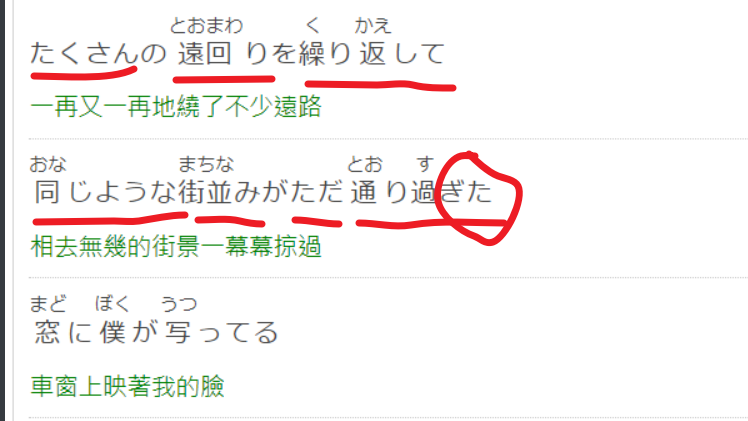 とおまわ く かえ
たくさんの遠回りを繰り返して
一再又一再地繞了不少遠路
おな まちな とお す
同じような街並みがただ通り過ぎた
相去無幾的街景一幕幕掠過
まど ぼく うつ
窓に僕が写ってる
車窗上映著我的臉